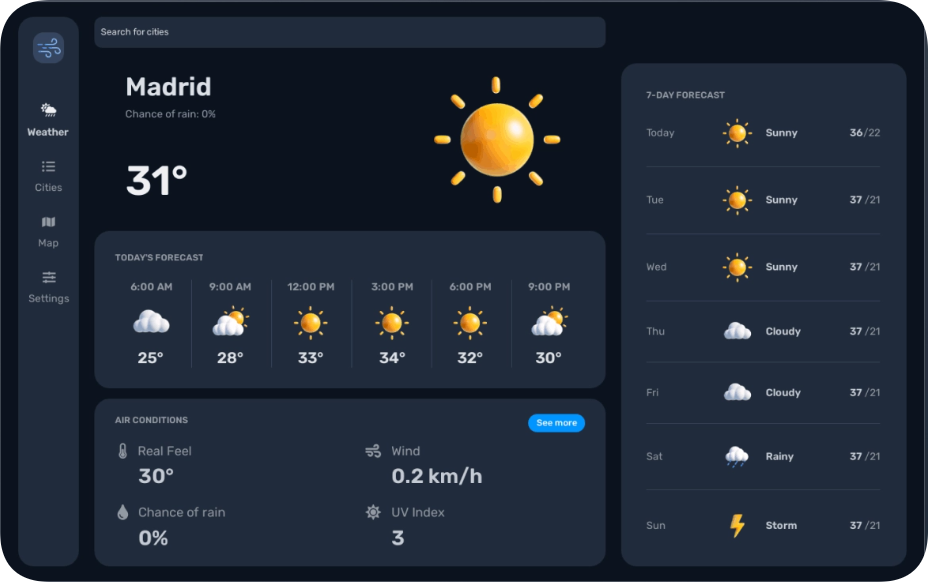 Search for cities
Weather
Cities
Map
Settings
Madrid
Chance of rain: 0%
31°
TODAY'S FORECAST
6:00 AM 9:00 AM 12:00 PM 3:00 PM 6:00 PM 9:00 PM
25° 28° 33° 34° 32° 30°
AIR CONDITIONS See more
Real Feel Wind
30° 0.2 km/h
Chance of rain UV Index
0% 3
7-DAY FORECAST
Today Sunny 36/22
Tue Sunny 37 /21
Wed Sunny 37 /21
Thu Cloudy 37 /21
Fri Cloudy 37 /21
Sat Rainy 37 /21
Sun Storm 37 /21